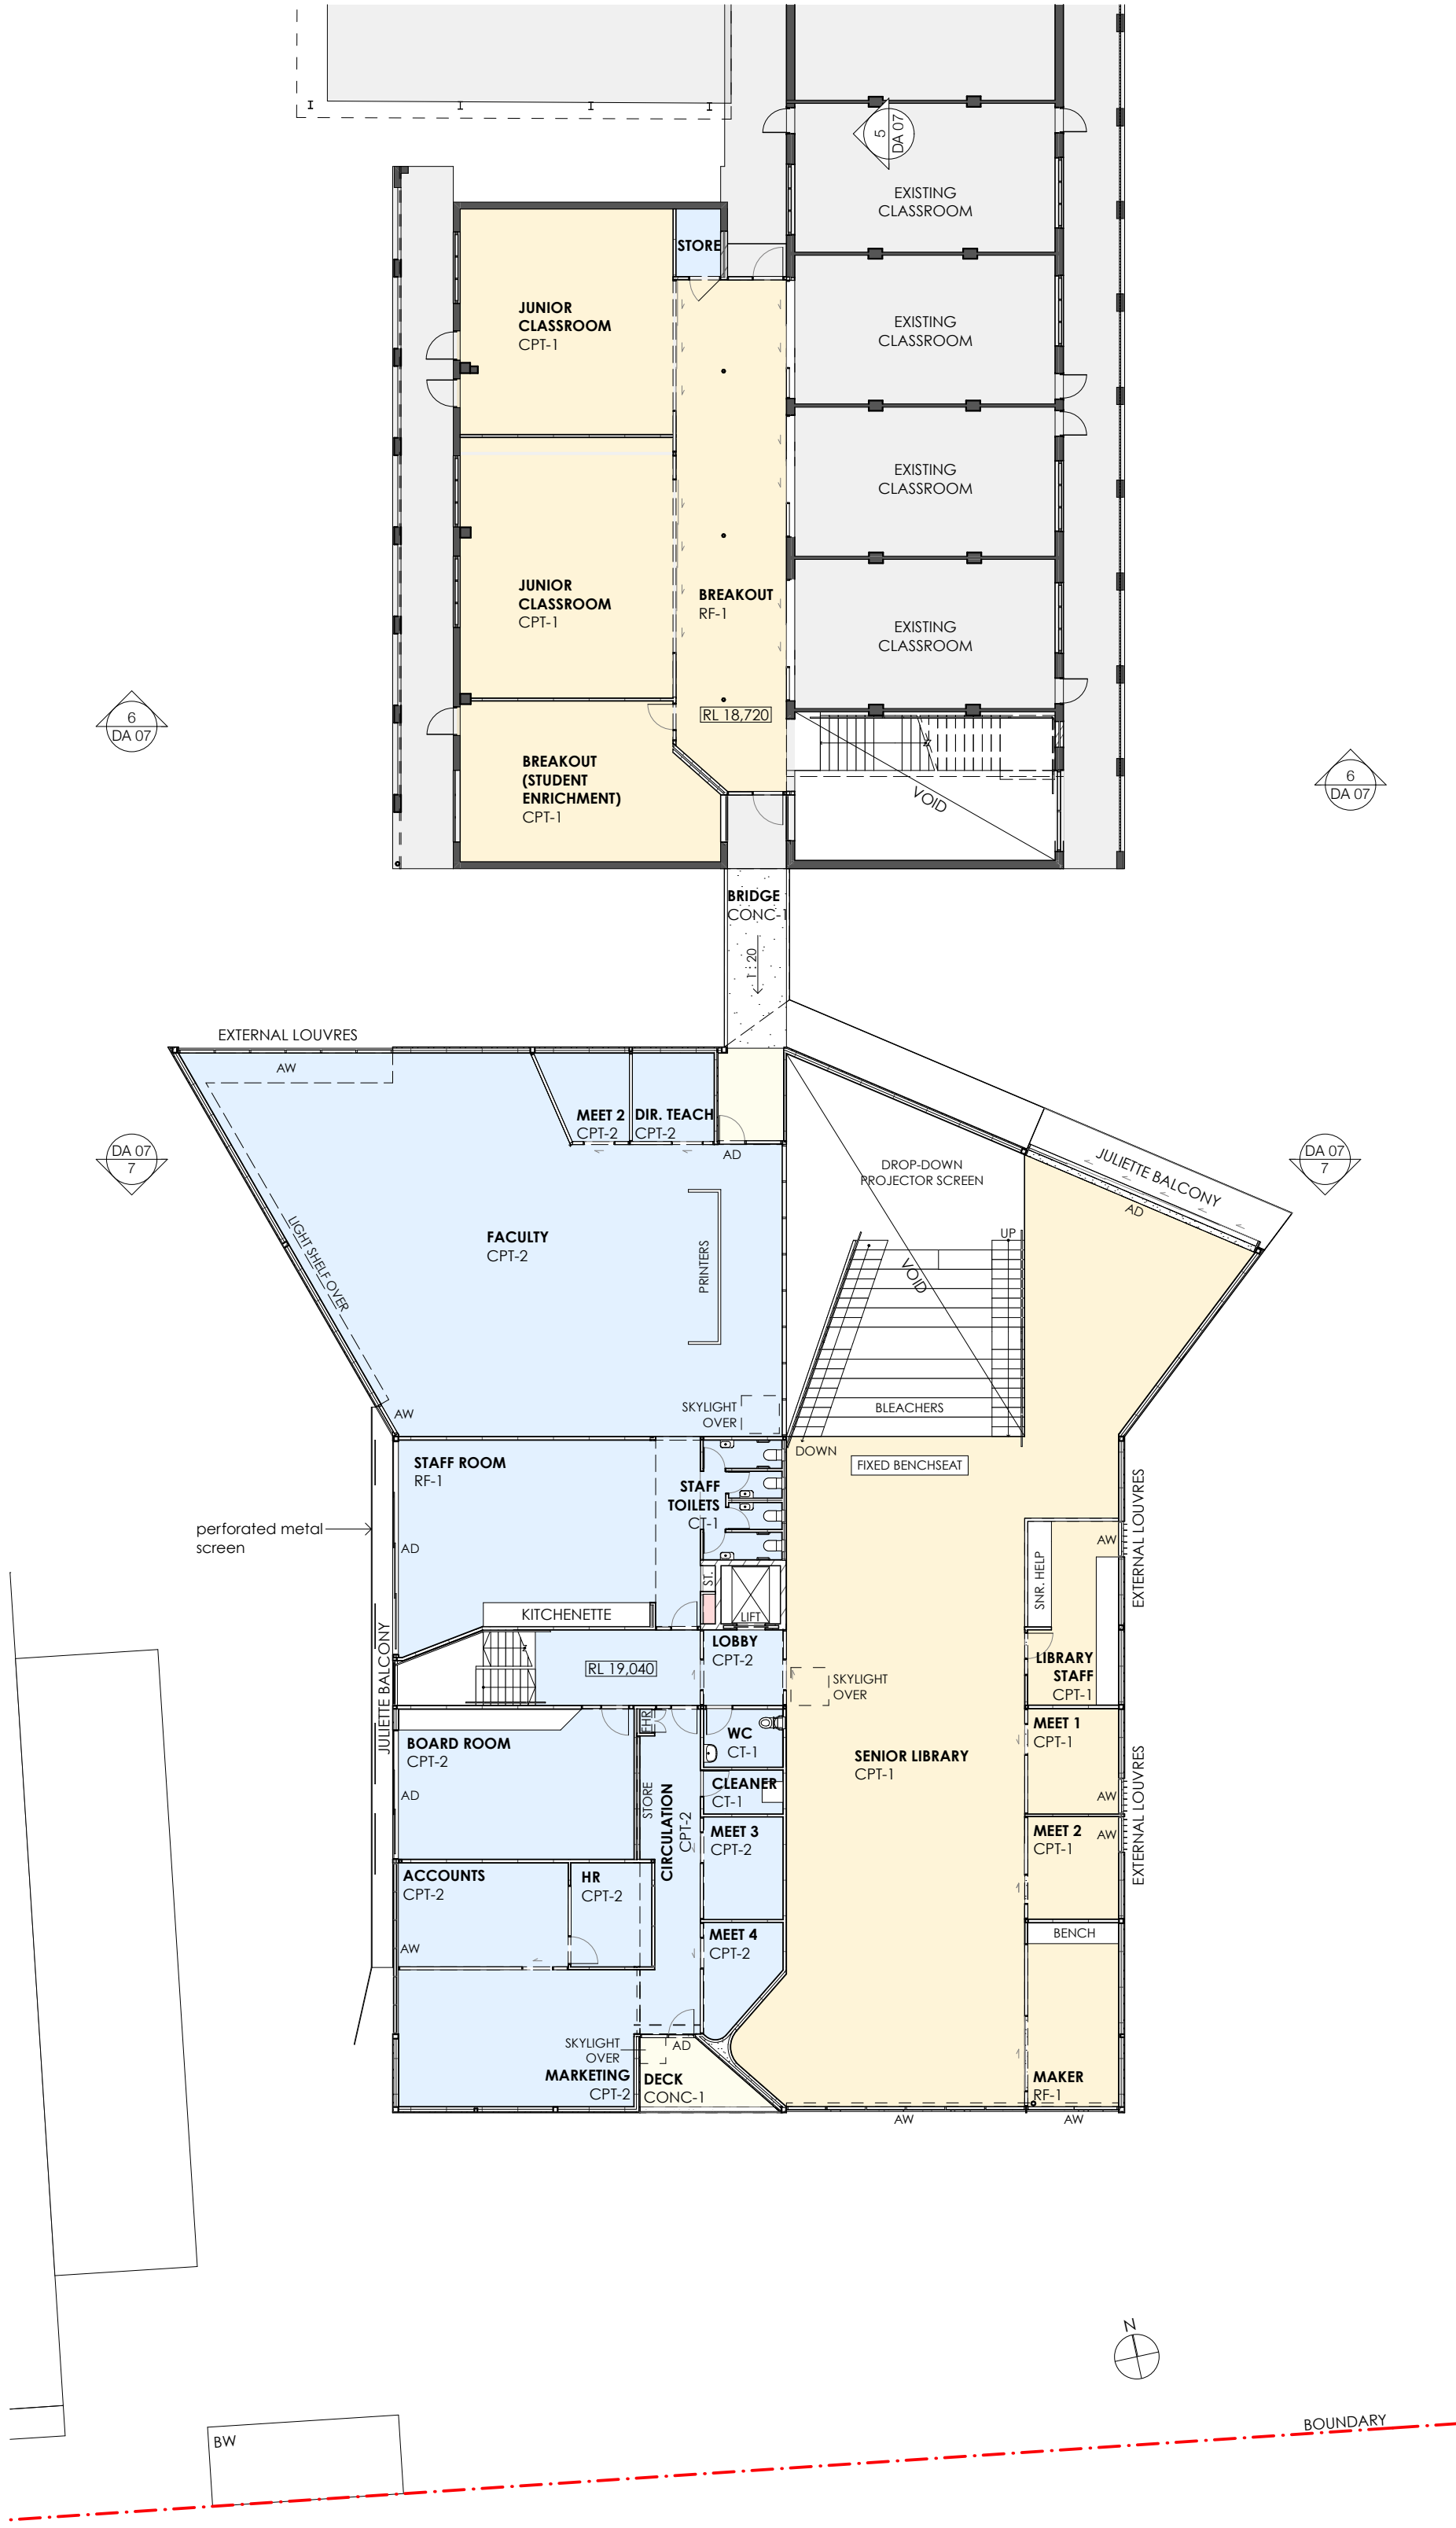 5
DA 07
EXISTING
CLASSROOM
STORE
JUNIOR
CLASSROOM
CPT-1
EXISTING
CLASSROOM
EXISTING
CLASSROOM
JUNIOR
CLASSROOM
CPT-1
BREAKOUT
RF-1
EXISTING
CLASSROOM
RL 18,720
6
DA 07
BREAKOUT
(STUDENT
ENRICHMENT)
CPT-1
VOID
6
DA 07
BRIDGE
CONC-1
1 : 20
EXTERNAL LOUVRES
AW
MEET 2
CPT-2
DIR. TEACH
CPT-2
AD
DA 07
7
DROP-DOWN
PROJECTOR SCREEN
JULIETTE BALCONY
AD
DA 07
7
LIGHT SHELF OVER
FACULTY
CPT-2
PRINTERS
UP
VOID
AW
SKYLIGHT
OVER
BLEACHERS
DOWN
FIXED BENCHSEAT
STAFF ROOM
RF-1
STAFF
TOILETS
CT-1
perforated metal
screen
AD
AW
EXTERNAL LOUVRES
SNR. HELP
ST.
LIFT
KITCHENETTE
JULIETTE BALCONY
LOBBY
CPT-2
RL 19,040
SKYLIGHT
OVER
LIBRARY
STAFF
CPT-1
FHR
WC
CT-1
MEET 1
CPT-1
BOARD ROOM
CPT-2
AD
STORE
CIRCULATION
CPT-2
CLEANER
CT-1
SENIOR LIBRARY
CPT-1
AW
EXTERNAL LOUVRES
MEET 3
CPT-2
MEET 2
CPT-1
AW
ACCOUNTS
CPT-2
HR
CPT-2
AW
MEET 4
CPT-2
BENCH
SKYLIGHT
OVER
AD
MARKETING
CPT-2
DECK
CONC-1
MAKER
RF-1
AW
AW
N
BOUNDARY
BW